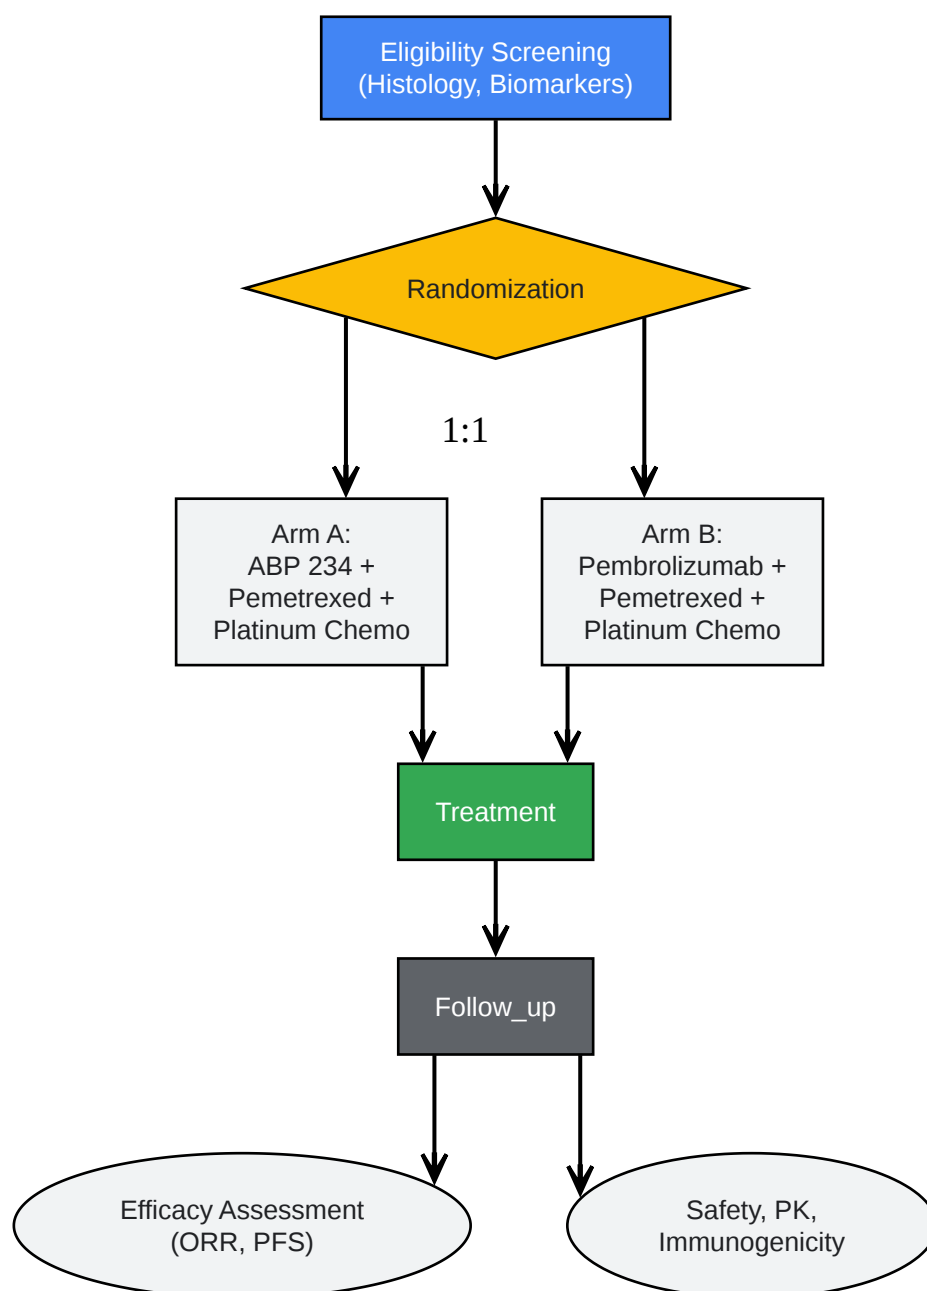 Eligibility Screening
(Histology, Biomarkers)
Randomization
1:1
Arm A:
ABP 234 +
Pemetrexed +
Platinum Chemo
Arm B:
Pembrolizumab +
Pemetrexed +
Platinum Chemo
Treatment
Follow_up
Efficacy Assessment
(ORR, PFS)
Safety, PK,
Immunogenicity